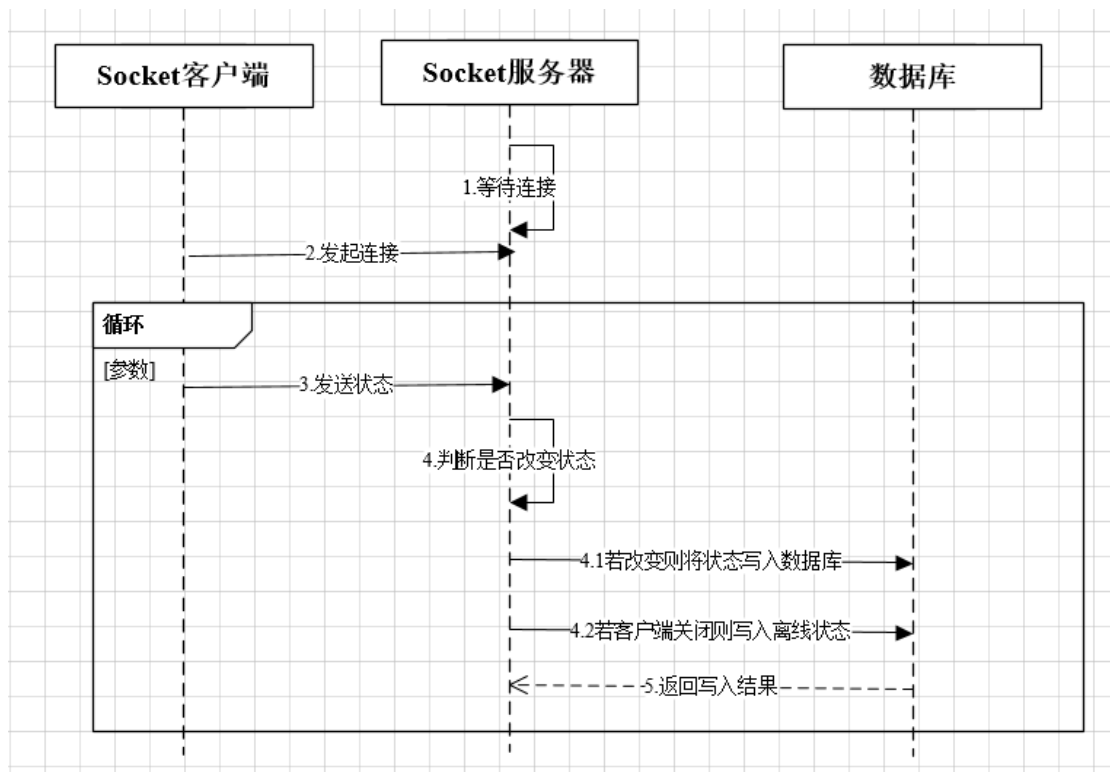 Socket客户端
Socket服务器
数据库
1.等待连接
2.发起连接
循环
[参数]
3.发送状态
4.判断是否改变状态
4.1若改变则将状态写入数据库
4.2若客户端关闭则写入离线状态
5.返回写入结果